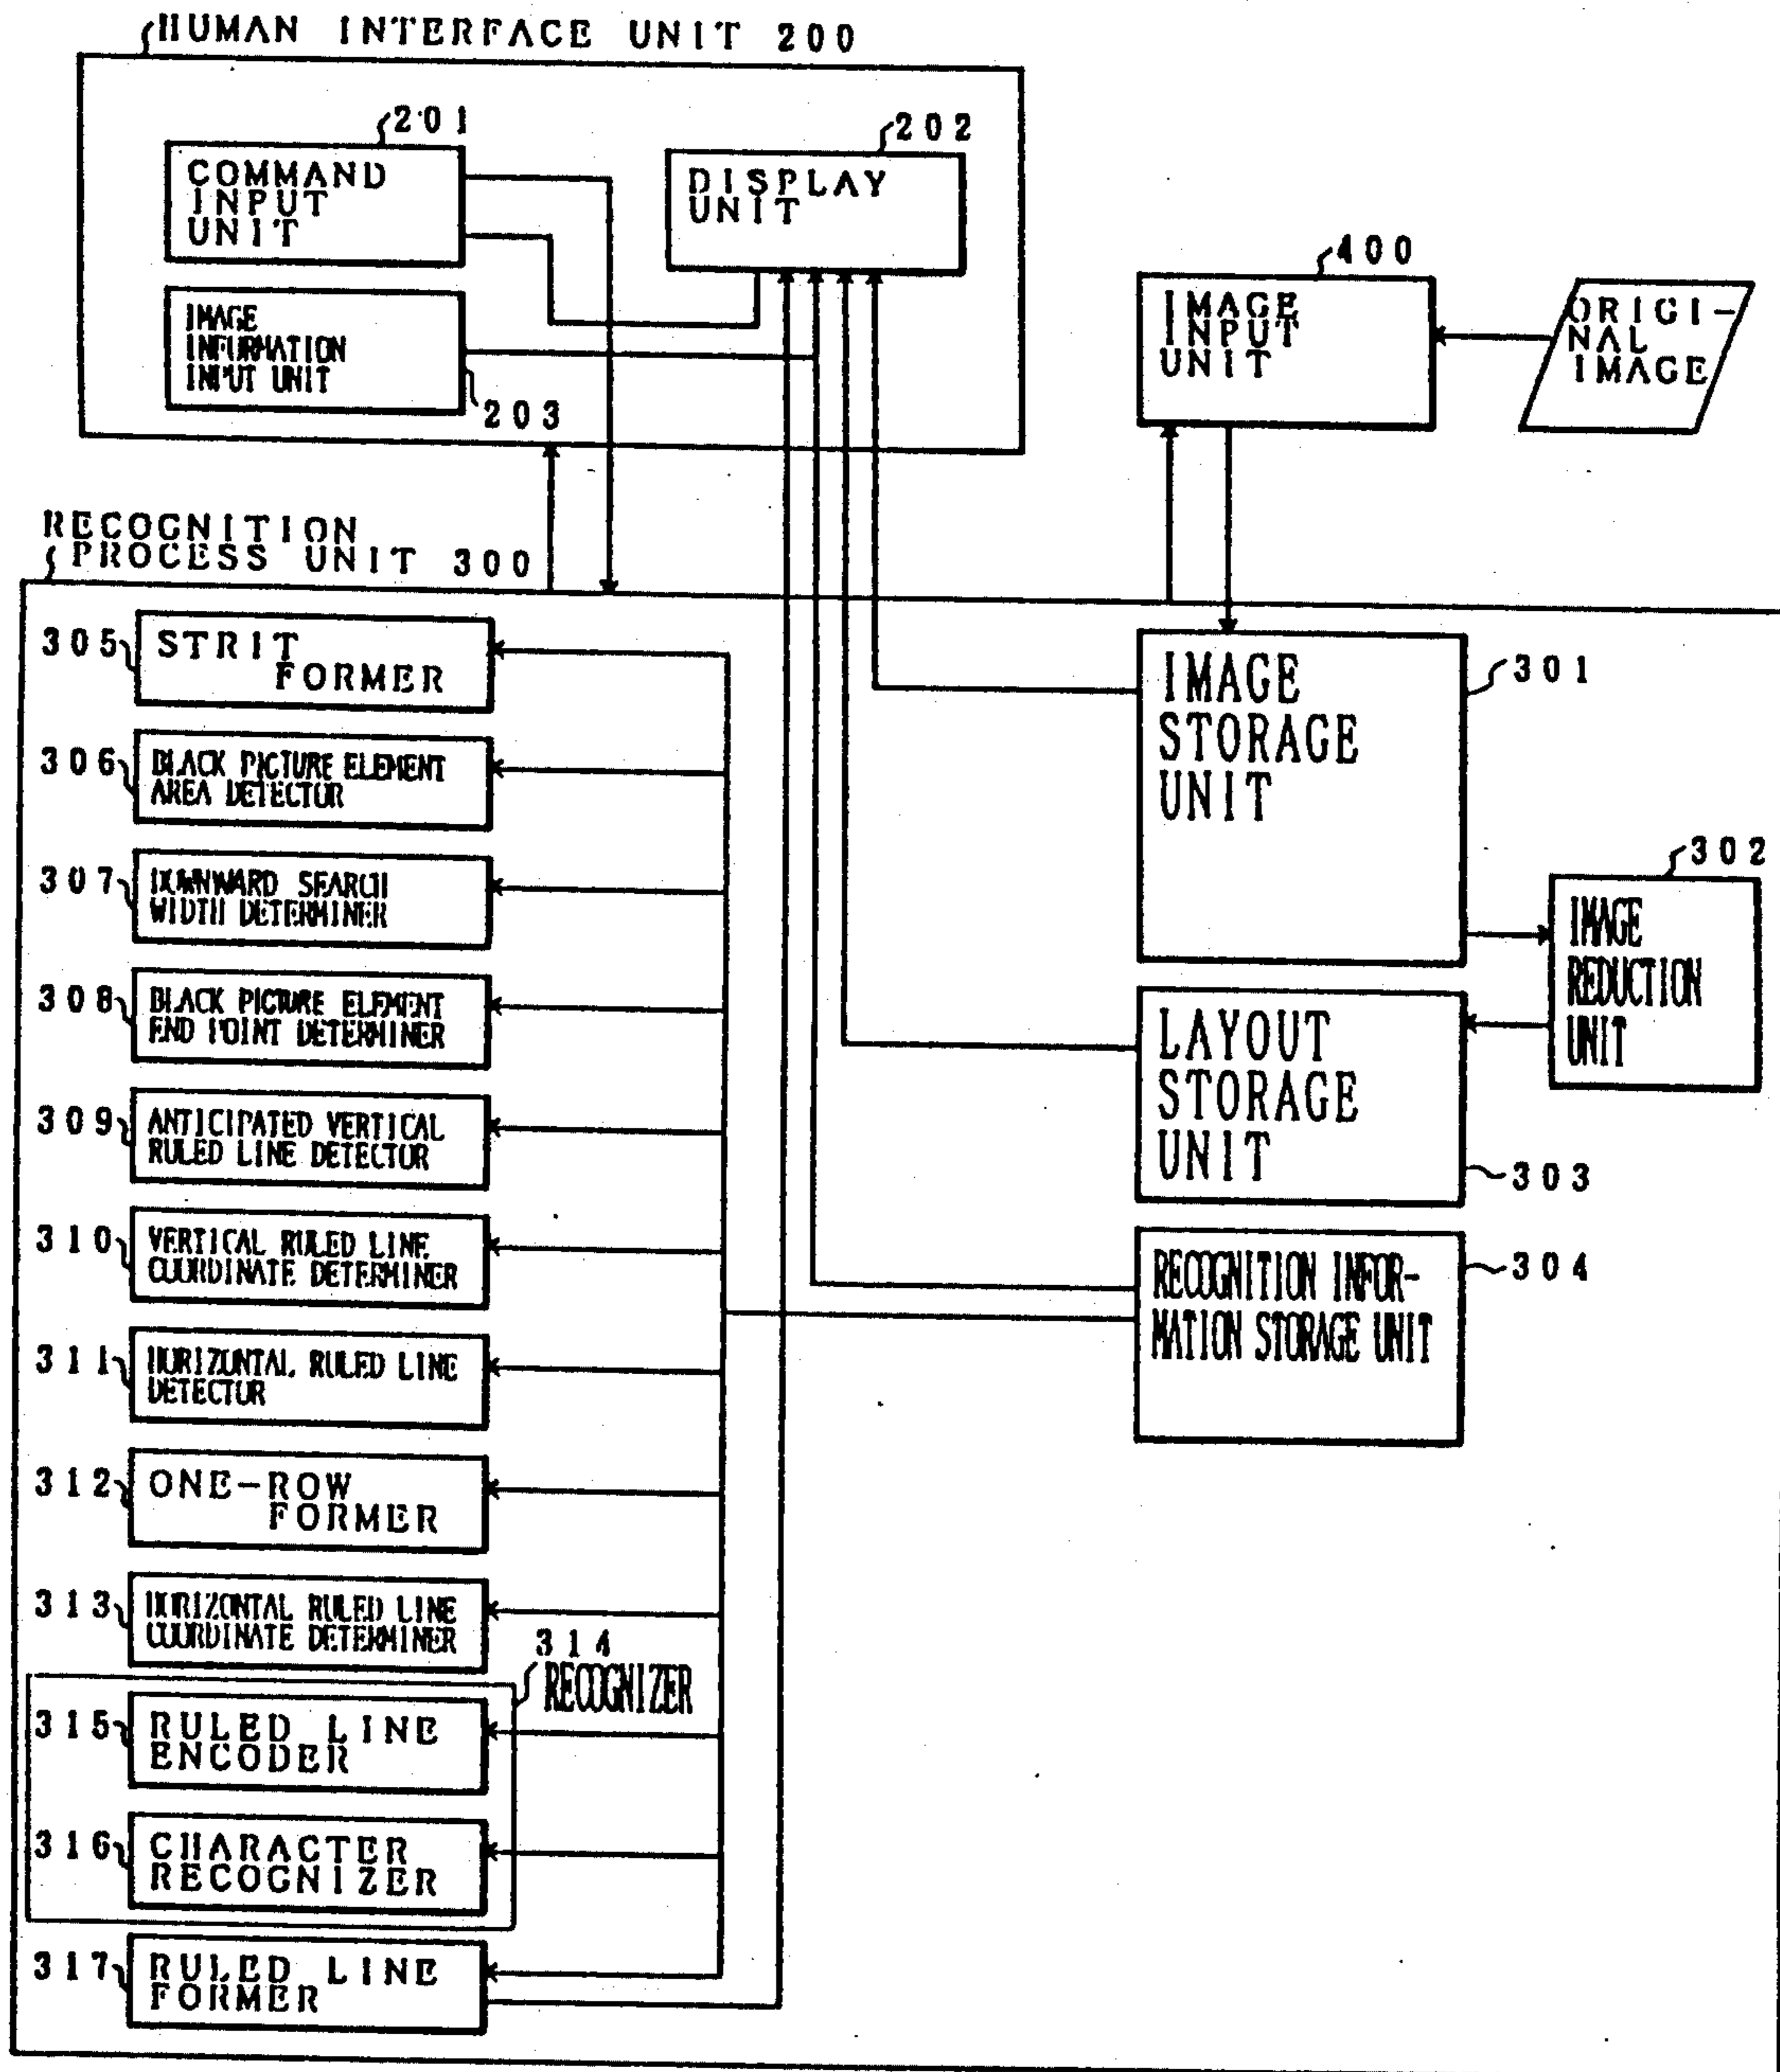 HUMAN INTERFACE UNIT 200
201
COMMAND
INPUT
UNIT
202
DISPLAY
UNIT
IMAGE
INFORMATION
INPUT UNIT
203
400
IMAGE
INPUT
UNIT
ORIGI-
NAL
IMAGE
RECOGNITION
PROCESS UNIT 300
305
STRIT
FORMER
306
BLACK PICTURE ELEMENT
AREA DETECTOR
307
DOWNWARD SEARCH
WIDTH DETERMINER
308
BLACK PICTURE ELEMENT
END POINT DETERMINER
309
ANTICIPATED VERTICAL
RULED LINE DETECTOR
310
VERTICAL RULED LINE
COORDINATE DETERMINER
311
HORIZONTAL RULED LINE
DETECTOR
312
ONE-ROW
FORMER
313
HORIZONTAL RULED LINE
COORDINATE DETERMINER
314
RECOGNIZER
315
RULED LINE
ENCODER
316
CHARACTER
RECOGNIZER
317
RULED LINE
FORMER
IMAGE
STORAGE
UNIT
301
302
IMAGE
REDUCTION
UNIT
LAYOUT
STORAGE
UNIT
303
RECOGNITION INFOR-
MATION STORAGE UNIT
304